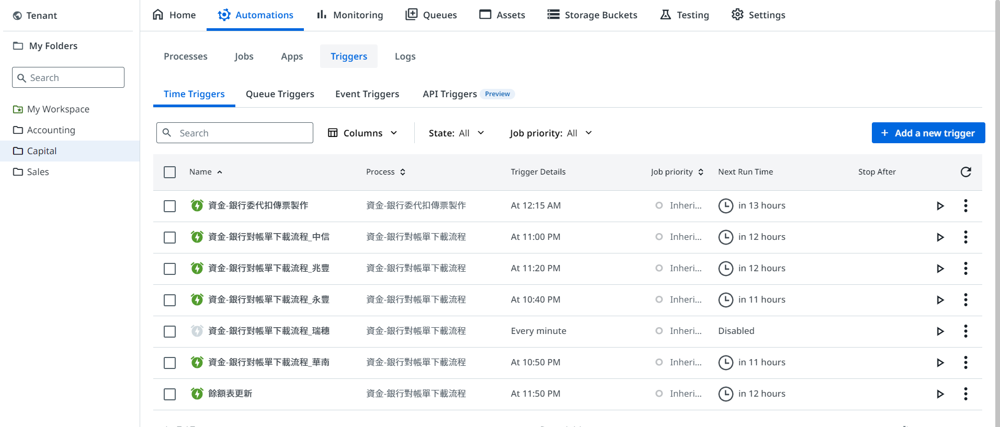 Tenant
My Folders
Search
My Workspace
Accounting
Capital
Sales
Home Automations Monitoring Queues Assets Storage Buckets Testing Settings
Processes Jobs Apps Triggers Logs
Time Triggers Queue Triggers Event Triggers API Triggers Preview
Search Columns State: All Job priority: All + Add a new trigger
Name Process Trigger Details Job priority Next Run Time Stop After
資金-銀行委代扣傳票製作 資金-銀行委代扣傳票製作 At 12:15 AM Inheri... in 13 hours
資金-銀行對帳單下載流程_中信 資金-銀行對帳單下載流程 At 11:00 PM Inheri... in 12 hours
資金-銀行對帳單下載流程_兆豐 資金-銀行對帳單下載流程 At 11:20 PM Inheri... in 12 hours
資金-銀行對帳單下載流程_永豐 資金-銀行對帳單下載流程 At 10:40 PM Inheri... in 11 hours
資金-銀行對帳單下載流程_瑞穗 資金-銀行對帳單下載流程 Every minute Inheri... Disabled
資金-銀行對帳單下載流程_華南 資金-銀行對帳單下載流程 At 10:50 PM Inheri... in 11 hours
餘額表更新 資金-銀行對帳單下載流程 At 11:50 PM Inheri... in 12 hours